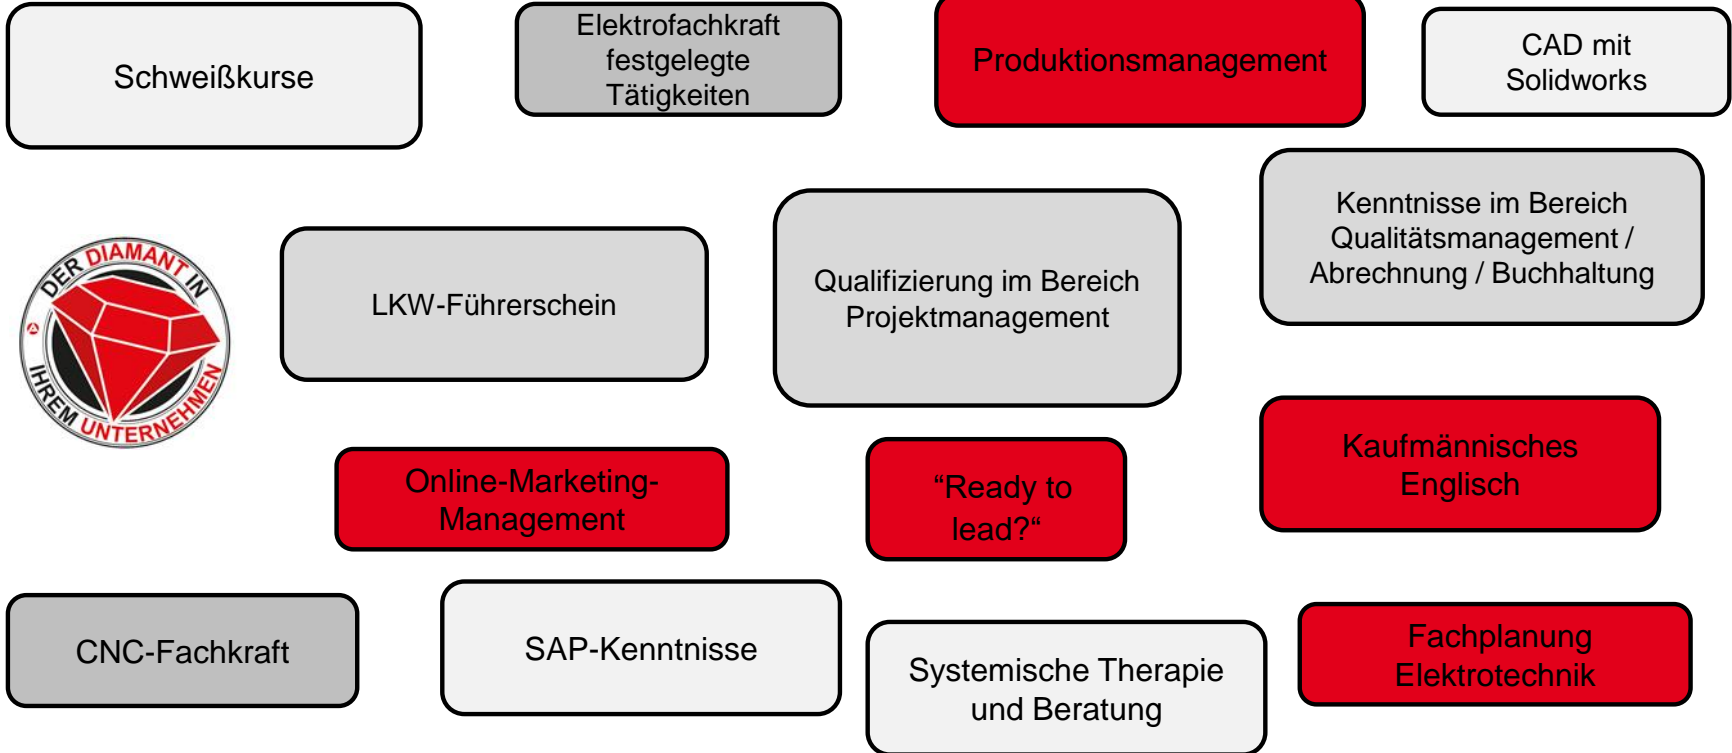 Schweißkurse
Elektrofachkraft
festgelegte
Tätigkeiten
Produktionsmanagement
CAD mit
Solidworks
Kenntnisse im Bereich
Qualitätsmanagement /
Abrechnung / Buchhaltung
DER DIAMANT IN
IHREM UNTERNEHMEN
LKW-Führerschein
Qualifizierung im Bereich
Projektmanagement
Online-Marketing-
Management
“Ready to
lead?“
Kaufmännisches
Englisch
CNC-Fachkraft
SAP-Kenntnisse
Systemische Therapie
und Beratung
Fachplanung
Elektrotechnik